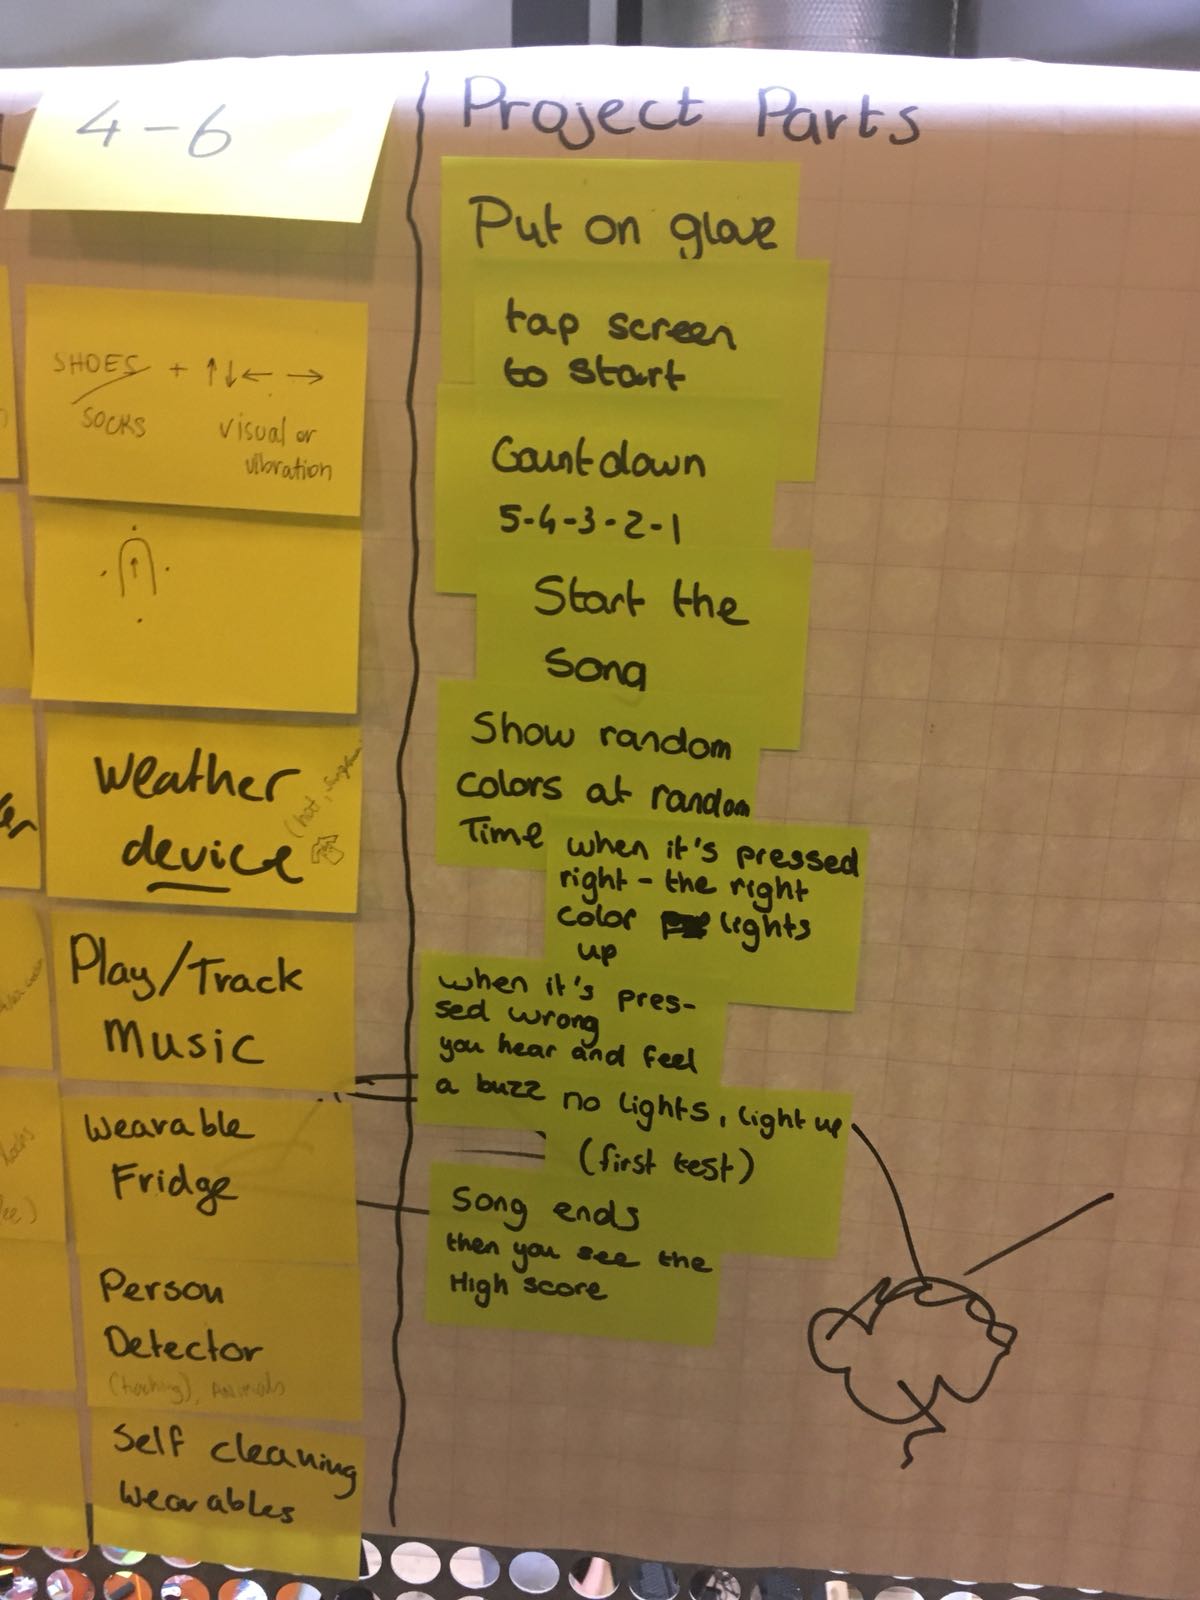 4-6
SHOES + ↑↓← →
SOCKS visual or
vibration
Weather
device
Play/Track
Music
Wearable
Fridge
Person
Detector
(tracking), ANIMALS
Self cleaning
Wearables
Project Parts
Put on glove
tap screen
to start
Countdown
5-4-3-2-1
Start the
Song
Show random
colors at random
Time
when it's pressed
right - the right
color lights
up
when it's pres-
sed wrong
you hear and feel
a buzz
no lights, light up
(first test)
Song ends
then you see the
High score